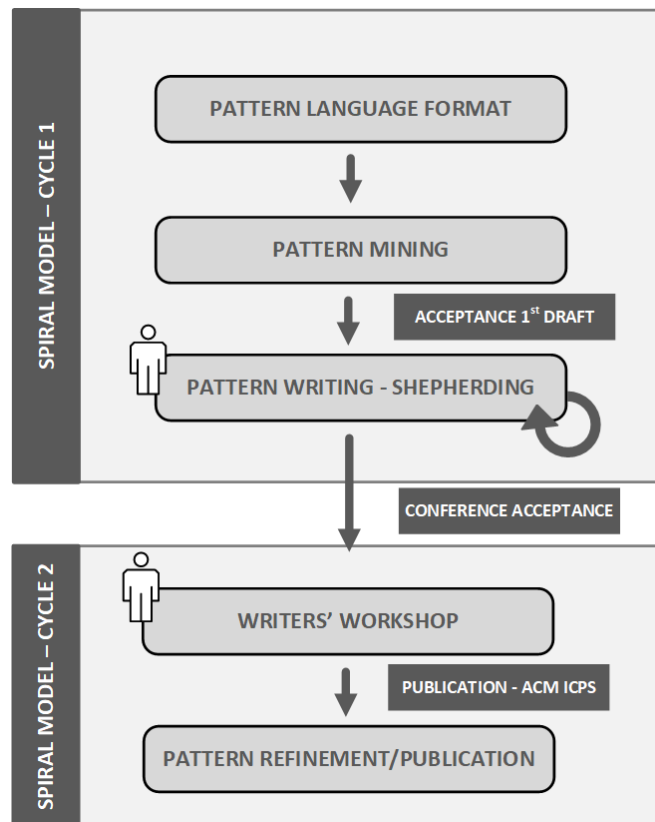 SPIRAL MODEL – CYCLE 1
PATTERN LANGUAGE FORMAT
PATTERN MINING
ACCEPTANCE 1st DRAFT
PATTERN WRITING - SHEPHERDING
CONFERENCE ACCEPTANCE
SPIRAL MODEL – CYCLE 2
WRITERS’ WORKSHOP
PUBLICATION - ACM ICPS
PATTERN REFINEMENT/PUBLICATION